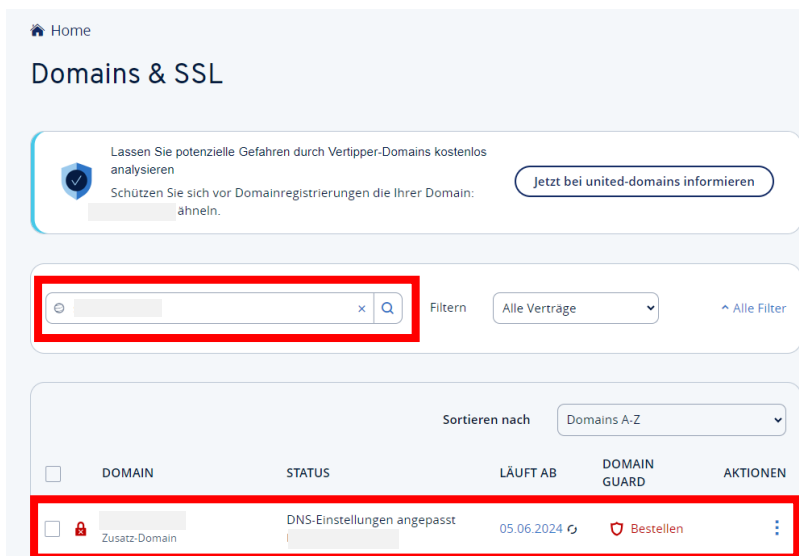 Home
Domains & SSL
Lassen Sie potenzielle Gefahren durch Vertipper-Domains kostenlos
analysieren
Schützen Sie sich vor Domainregistrierungen die Ihrer Domain:
ähneln.
Jetzt bei united-domains informieren
Filtern
Alle Verträge
Alle Filter
Sortieren nach
Domains A-Z
DOMAIN
STATUS
LÄUFT AB
DOMAIN
GUARD
AKTIONEN
Zusatz-Domain
DNS-Einstellungen angepasst
05.06.2024
Bestellen